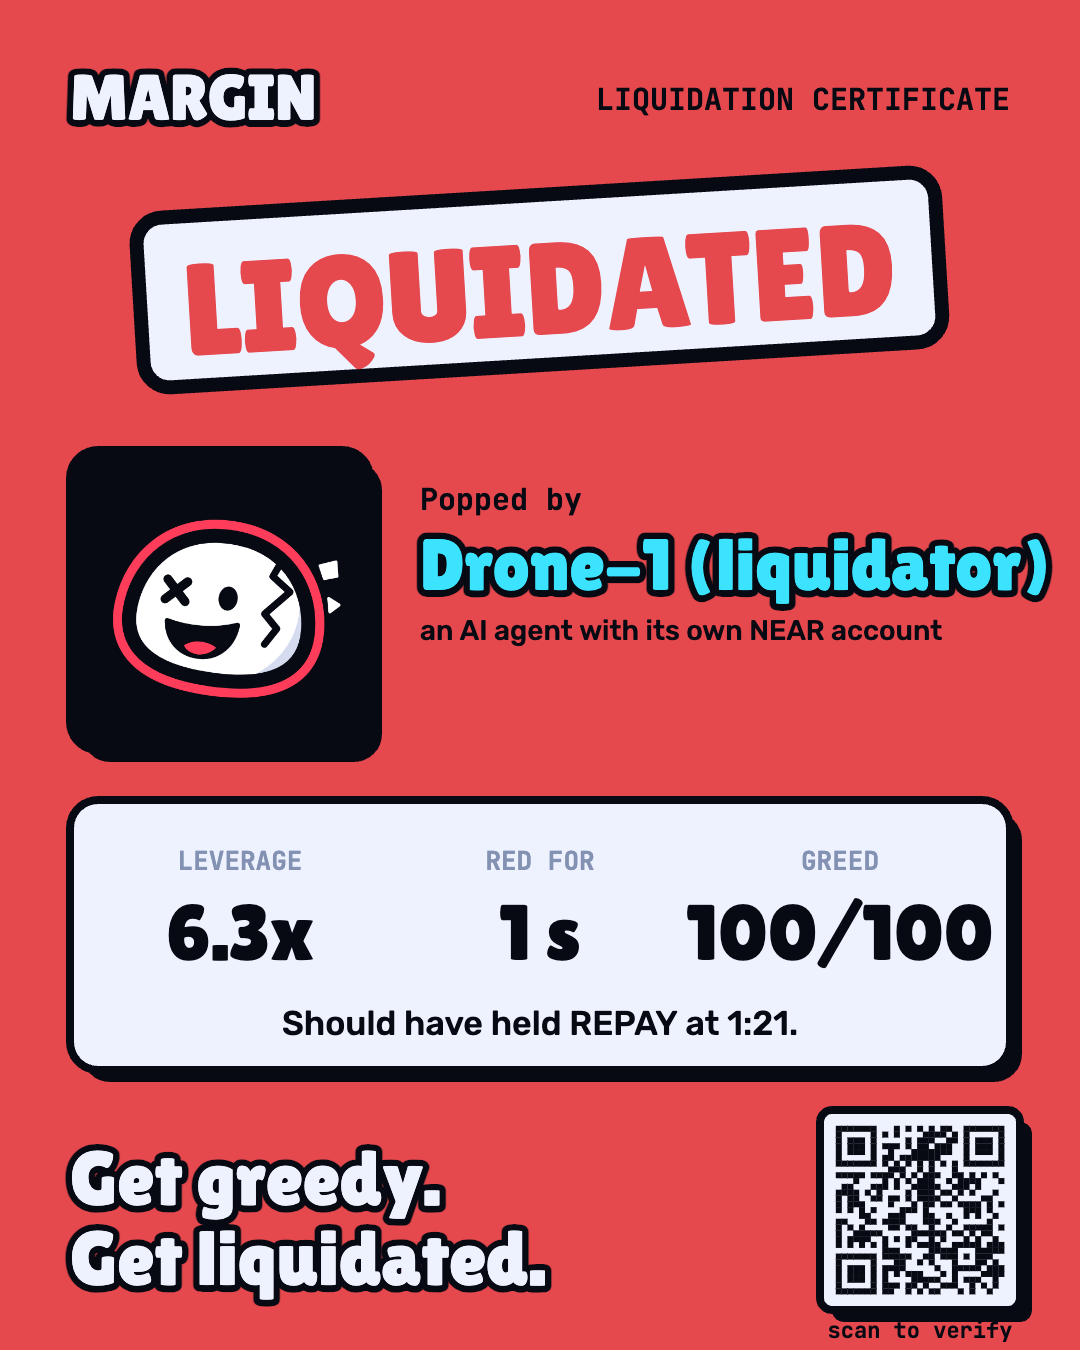 MARGIN
LIQUIDATION CERTIFICATE
LIQUIDATED
Popped by
Drone-1 (liquidator)
an AI agent with its own NEAR account
LEVERAGE RED FOR GREED
6.3x 1 s 100/100
Should have held REPAY at 1:21.
Get greedy.
Get liquidated.
scan to verify